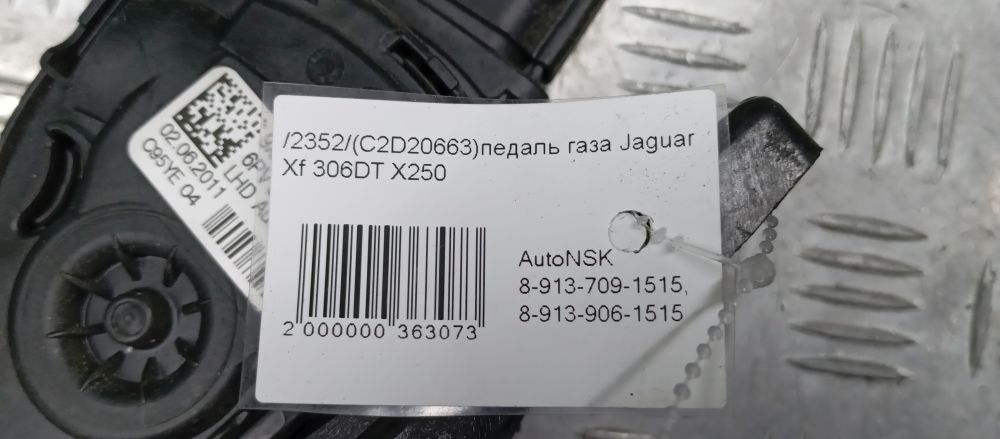 /2352/(C2D20663)педаль газа Jaguar
Xf 306DT X250
AutoNSK
8-913-709-1515,
8-913-906-1515
2 000000 363073
02.06.2011
C95YE 04
LHD